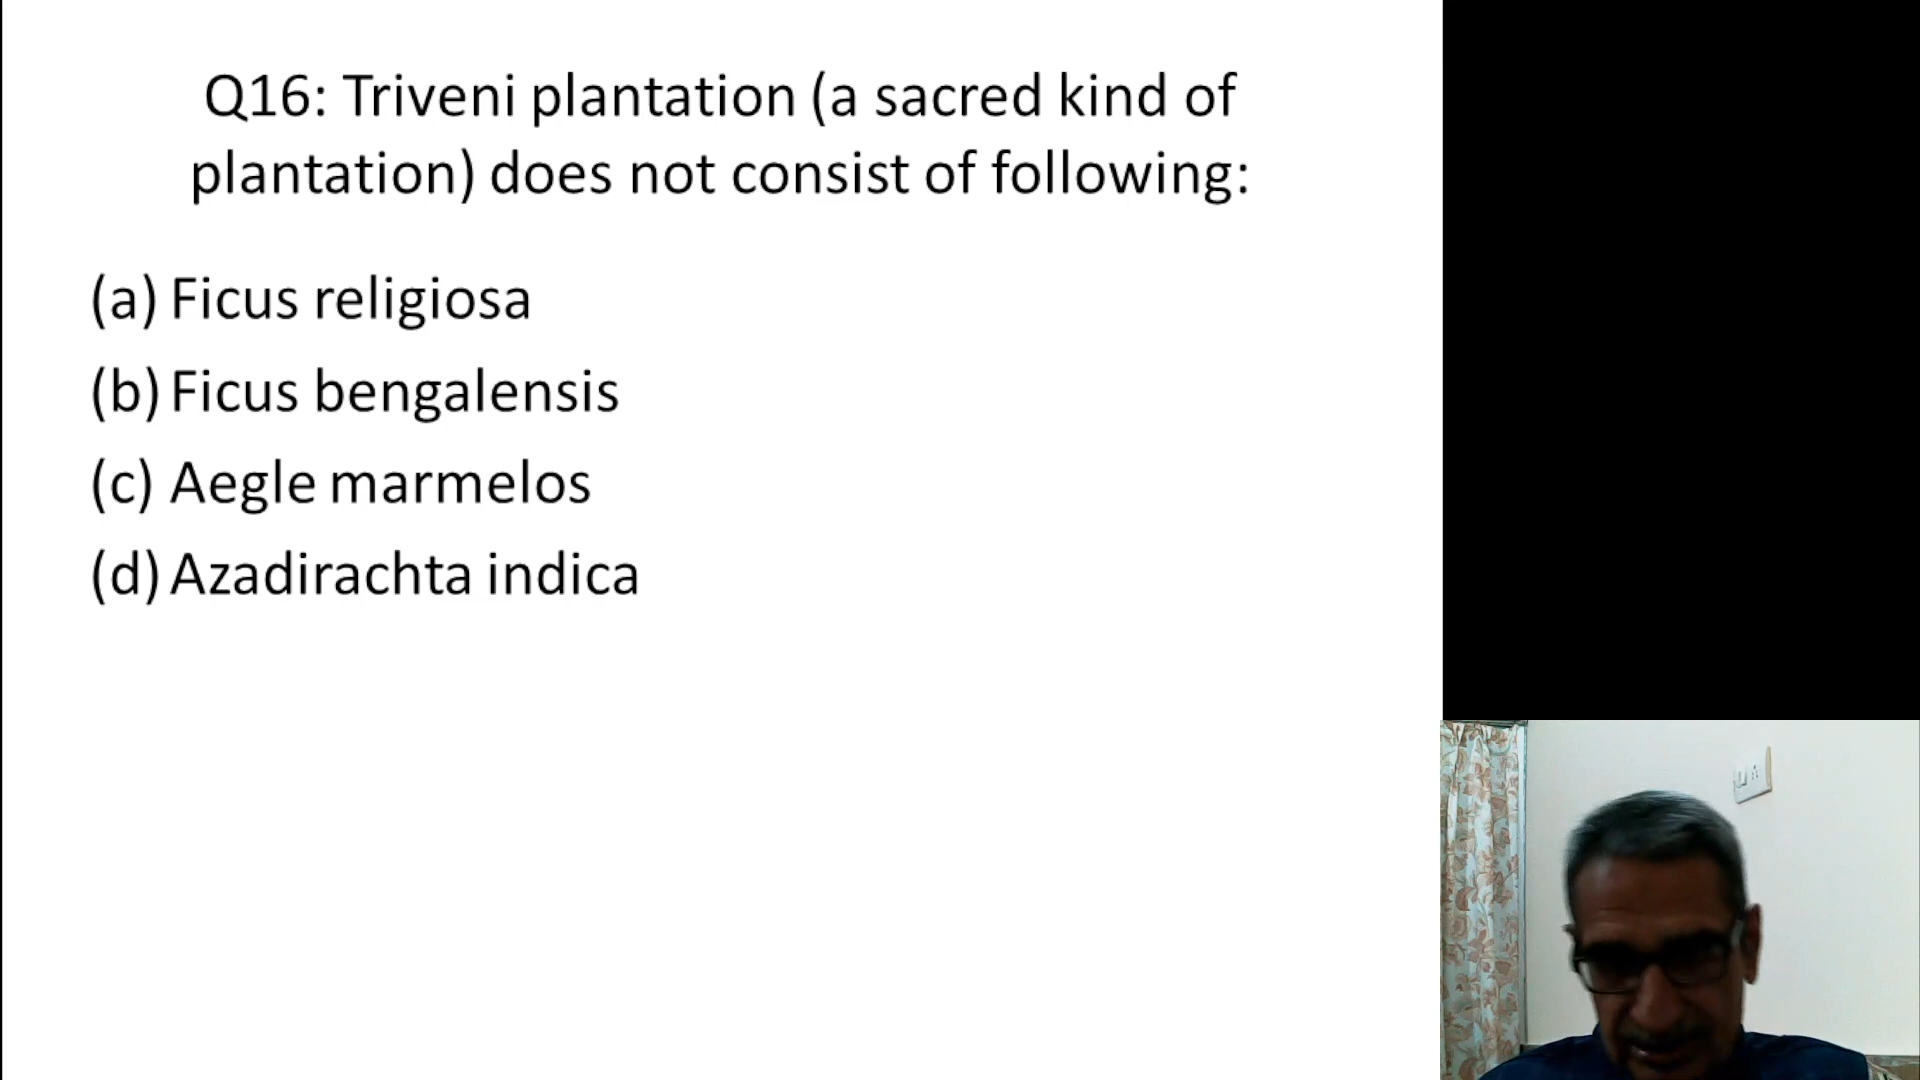 Q16: Triveni plantation (a sacred kind of
plantation) does not consist of following:
(a) Ficus religiosa
(b) Ficus bengalensis
(c) Aegle marmelos
(d) Azadirachta indica